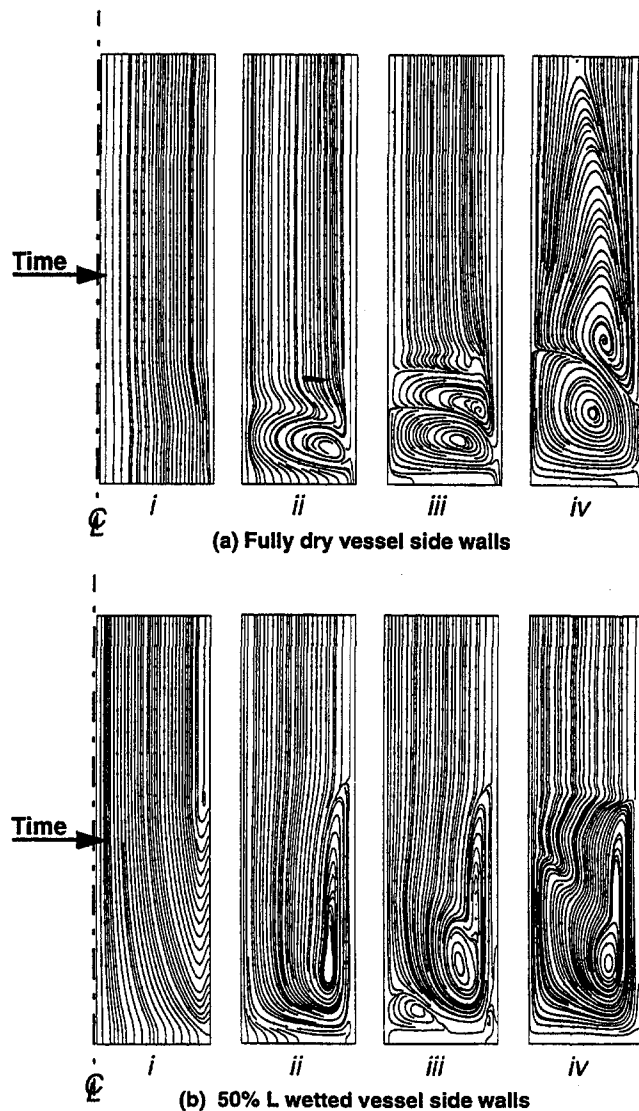 Time
i
ii
iii
iv
℄
(a) Fully dry vessel side walls
Time
i
ii
iii
iv
℄
(b) 50% L wetted vessel side walls